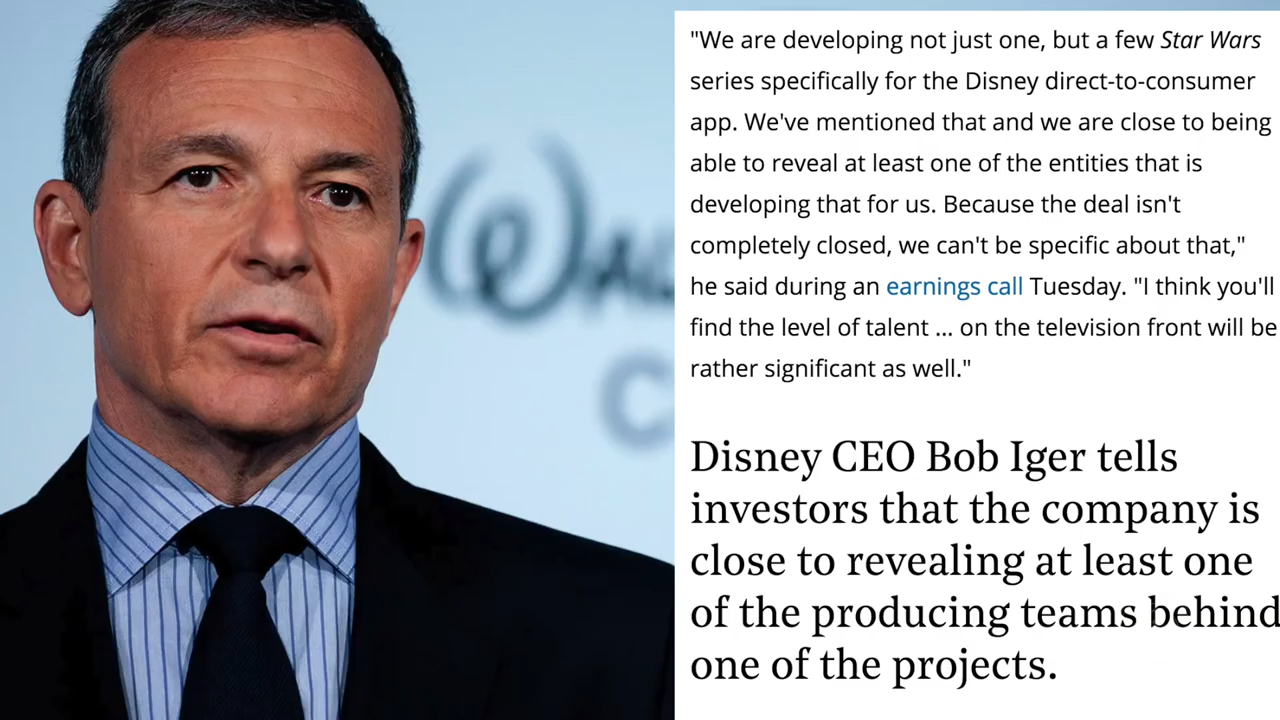 "We are developing not just one, but a few Star Wars
series specifically for the Disney direct-to-consumer
app. We've mentioned that and we are close to being
able to reveal at least one of the entities that is
developing that for us. Because the deal isn't
completely closed, we can't be specific about that,"
he said during an earnings call Tuesday. "I think you'll
find the level of talent ... on the television front will be
rather significant as well."
Disney CEO Bob Iger tells
investors that the company is
close to revealing at least one
of the producing teams behind
one of the projects.